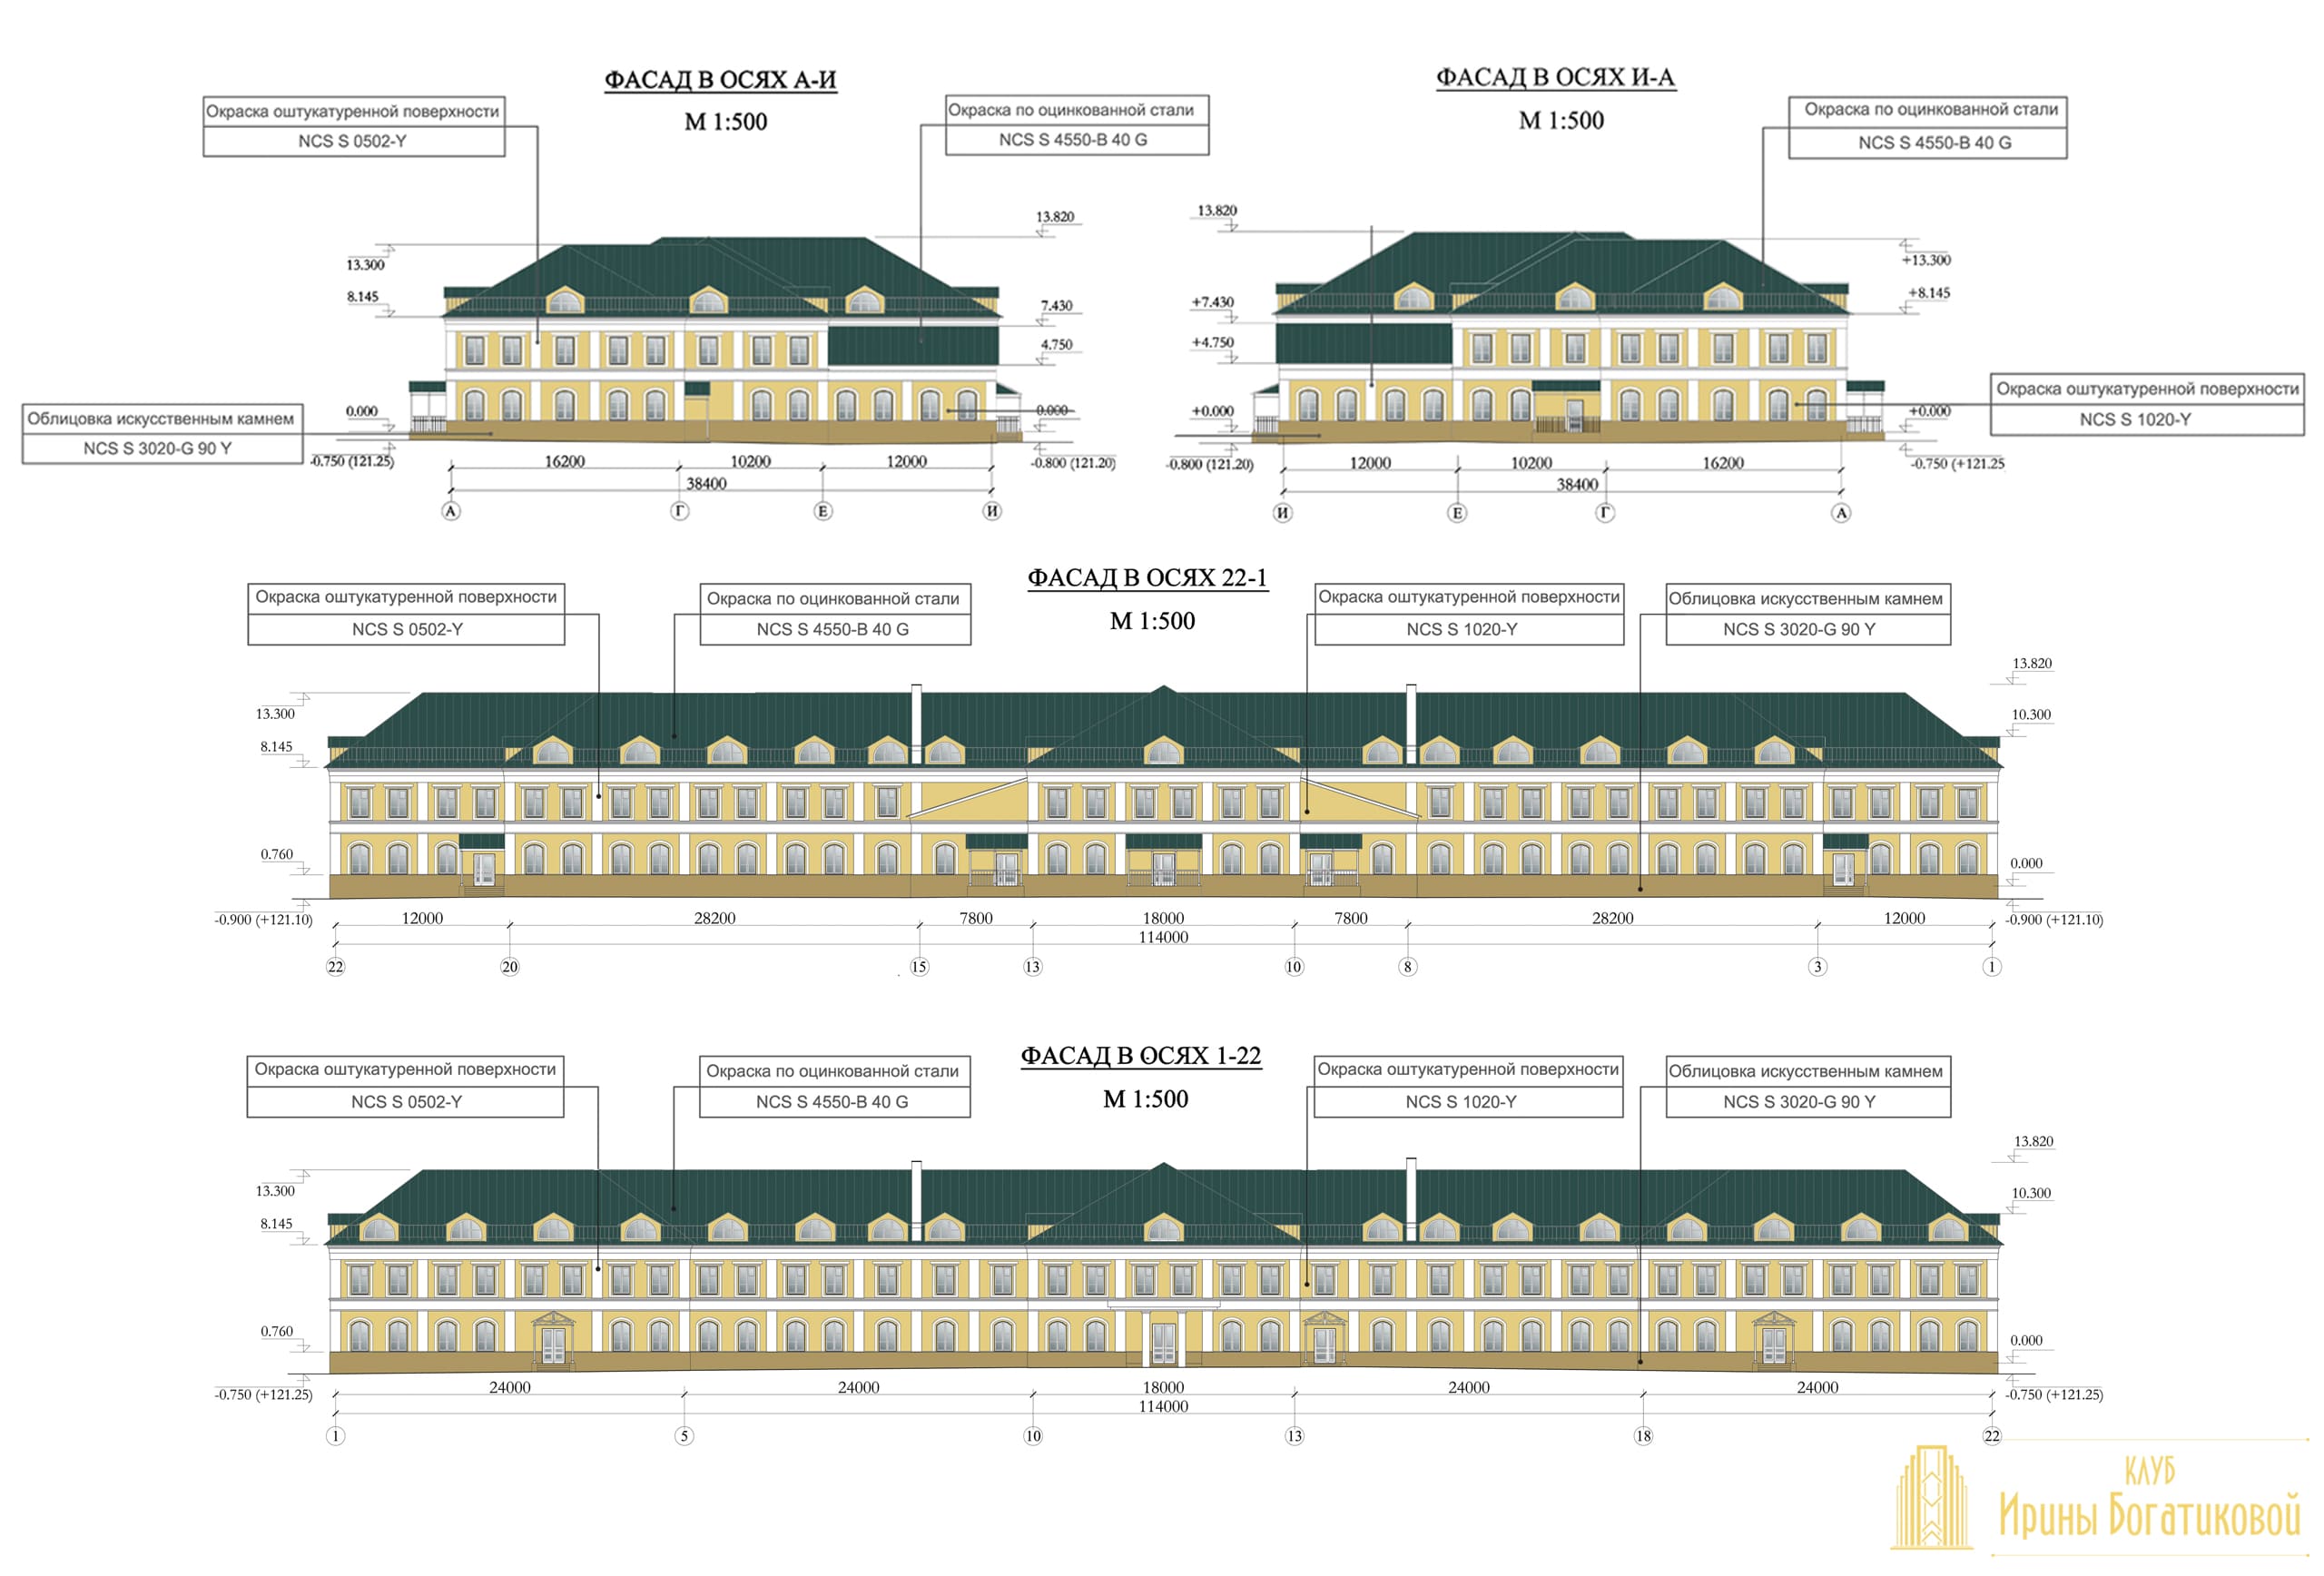 ФАСАД В ОСЯХ А-И
М 1:500
Окраска оштукатуренной поверхности
NCS S 0502-Y
Окраска по оцинкованной стали
NCS S 4550-B 40 G
13.300
8.145
0.000
-0.750 (121.25)
Облицовка искусственным камнем
NCS S 3020-G 90 Y
13.820
7.430
4.750
0.000
-0.800 (121.20)
16200
10200
12000
38400
А
Г
Е
И
ФАСАД В ОСЯХ И-А
М 1:500
Окраска по оцинкованной стали
NCS S 4550-B 40 G
13.820
+7.430
+4.750
+0.000
-0.800 (121.20)
+13.300
+8.145
Окраска оштукатуренной поверхности
NCS S 1020-Y
+0.000
-0.750 (+121.25
12000
10200
16200
38400
И
Е
Г
А
ФАСАД В ОСЯХ 22-1
М 1:500
Окраска оштукатуренной поверхности
NCS S 0502-Y
Окраска по оцинкованной стали
NCS S 4550-B 40 G
Окраска оштукатуренной поверхности
NCS S 1020-Y
Облицовка искусственным камнем
NCS S 3020-G 90 Y
13.300
8.145
0.760
-0.900 (+121.10)
13.820
10.300
0.000
-0.900 (+121.10)
12000
28200
7800
18000
7800
28200
12000
114000
22
20
15
13
10
8
3
1
ФАСАД В ОСЯХ 1-22
М 1:500
Окраска оштукатуренной поверхности
NCS S 0502-Y
Окраска по оцинкованной стали
NCS S 4550-B 40 G
Окраска оштукатуренной поверхности
NCS S 1020-Y
Облицовка искусственным камнем
NCS S 3020-G 90 Y
13.300
8.145
0.760
-0.750 (+121.25)
13.820
10.300
0.000
-0.750 (+121.25)
24000
24000
18000
24000
24000
114000
1
5
10
13
18
22
КЛУБ
Ирины Богатиковой